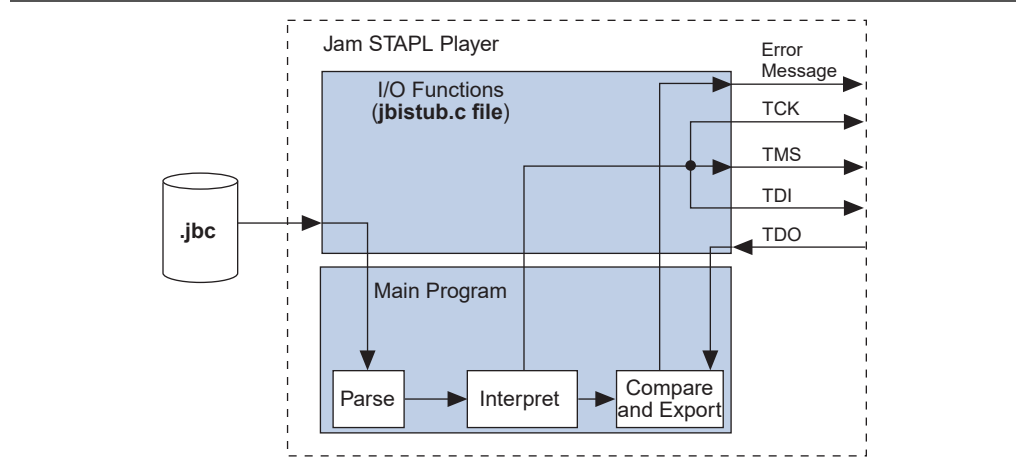 Jam STAPL Player
Error
Message
I/O Functions
(jbistub.c file)
TCK
TMS
TDI
TDO
.jbc
Main Program
Parse
Interpret
Compare
and Export